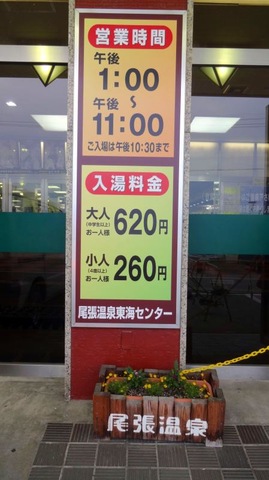 営業時間
午後
1:00
午後
〜
11:00
ご入場は午後10:30まで
入湯料金
大人
(中学生以上)
お一人様
620円
小人
(4歳以上)
お一人様
260円
尾張温泉東海センター
尾張温泉